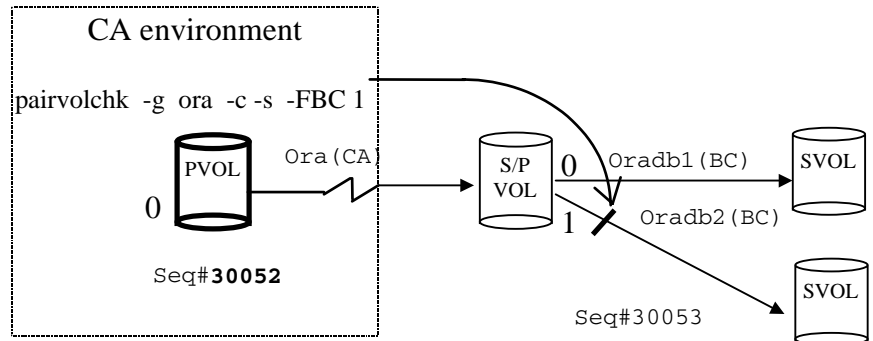 CA environment
pairvolchk -g ora -c -s -FBC 1
Ora(CA)
PVOL
0
Seq#30052
S/P
VOL
0
Oradb1(BC)
SVOL
1
Oradb2(BC)
Seq#30053
SVOL